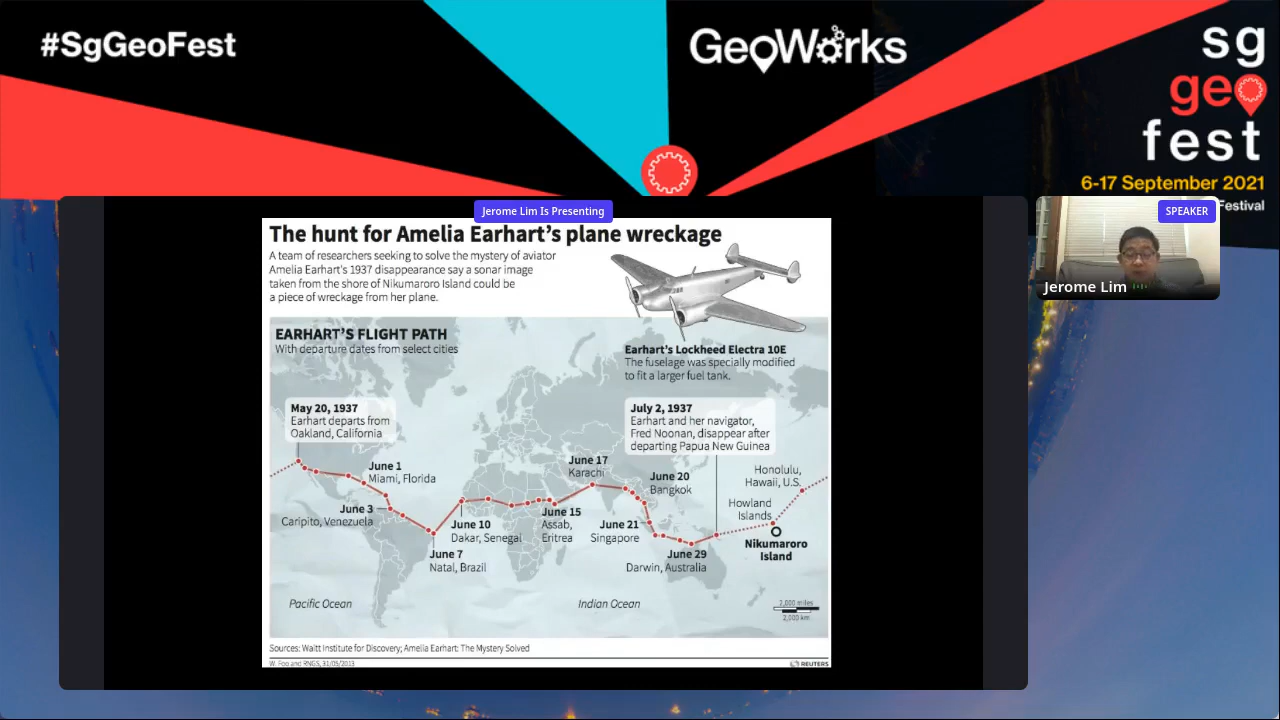 #SgGeoFest
GeoWorks
sg
geo
fest
6-17 September 2021
Festival
Jerome Lim Is Presenting
SPEAKER
Jerome Lim
The hunt for Amelia Earhart's plane wreckage
A team of researchers seeking to solve the mystery of aviator
Amelia Earhart's 1937 disappearance say a sonar image
taken from the shore of Nikumaroro Island could be
a piece of wreckage from her plane.
EARHART'S FLIGHT PATH
With departure dates from select cities
Earhart's Lockheed Electra 10E
The fuselage was specially modified
to fit a larger fuel tank.
May 20, 1937
Earhart departs from
Oakland, California
July 2, 1937
Earhart and her navigator,
Fred Noonan, disappear after
departing Papua New Guinea
June 1
Miami, Florida
June 3
Caripito, Venezuela
June 7
Natal, Brazil
June 10
Dakar, Senegal
June 15
Assab,
Eritrea
June 17
Karachi
June 20
Bangkok
June 21
Singapore
June 29
Darwin, Australia
Honolulu,
Hawaii, U.S.
Howland
Islands
Nikumaroro
Island
Pacific Ocean
Indian Ocean
2,000 miles
2,000 km
Sources: Waitt Institute for Discovery; Amelia Earhart: The Mystery Solved
W. Foo and RNGS, 31/05/2013
REUTERS